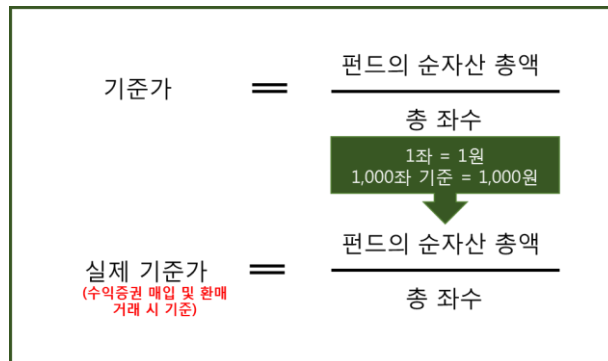 기준가 = 펀드의 순자산 총액
총 좌수
1좌 = 1원
1,000좌 기준 = 1,000원
실제 기준가 = 펀드의 순자산 총액
(수익증권 매입 및 환매
거래 시 기준)
총 좌수